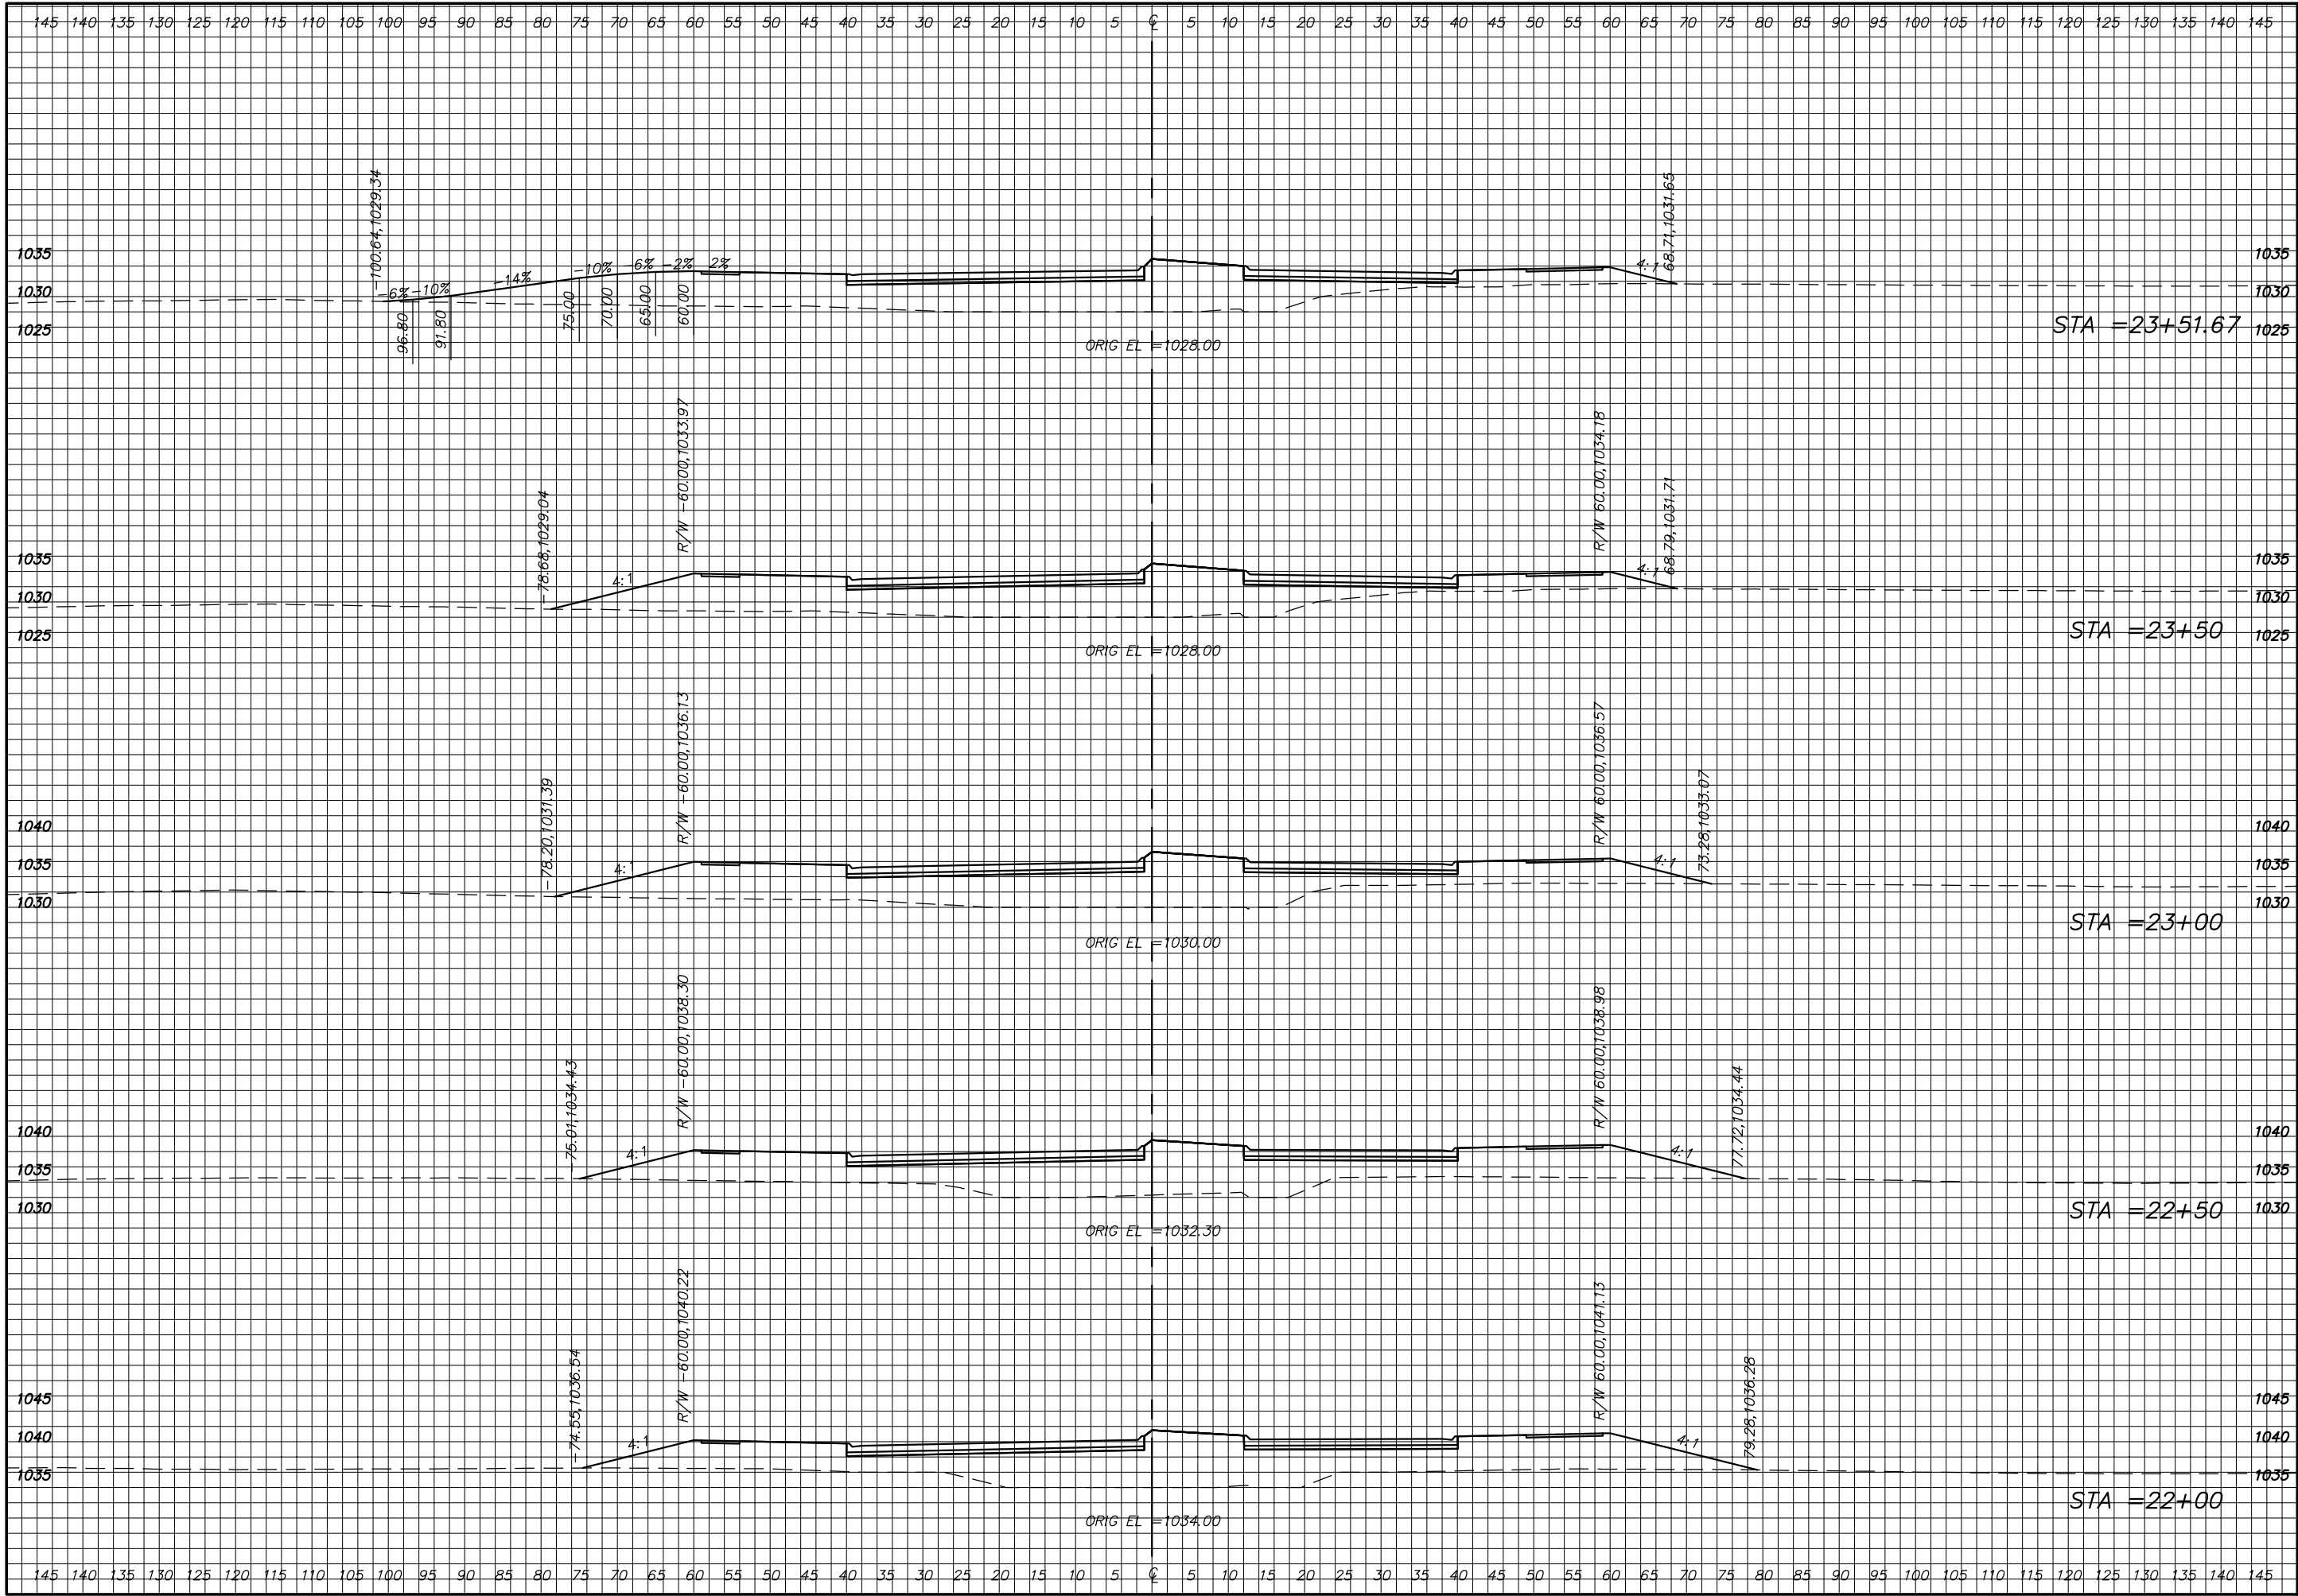 145 140 135 130 125 120 115 110 105 100 95 90 85 80 75 70 65 60 55 50 45 40 35 30 25 20 15 10 5 ℄ 5 10 15 20 25 30 35 40 45 50 55 60 65 70 75 80 85 90 95 100 105 110 115 120 125 130 135 140 145
-100.64,1029.34
68.71,1031.65
1035 1035
-6% -10% -14% -10% -6% -2% 2% 4:1
1030 1030
96.80 91.80 75.00 70.00 65.00 60.00
1025 STA =23+51.67 1025
ORIG EL =1028.00
R/W -60.00,1033.97
R/W 60.00,1034.18
-78.68,1029.04
68.79,1031.71
1035 1035
4:1 4:1
1030 1030
1025 STA =23+50 1025
ORIG EL =1028.00
R/W -60.00,1036.13
R/W 60.00,1036.57
-78.20,1031.39
73.28,1033.07
1040 1040
1035 4:1 4:1 1035
1030 1030
STA =23+00
ORIG EL =1030.00
R/W -60.00,1038.30
R/W 60.00,1038.98
-75.01,1034.43
77.72,1034.44
1040 1040
4:1 4:1
1035 1035
1030 STA =22+50 1030
ORIG EL =1032.30
R/W -60.00,1040.22
R/W 60.00,1041.13
-74.55,1036.54
79.28,1036.28
1045 1045
1040 4:1 4:1 1040
1035 1035
STA =22+00
ORIG EL =1034.00
145 140 135 130 125 120 115 110 105 100 95 90 85 80 75 70 65 60 55 50 45 40 35 30 25 20 15 10 5 ℄ 5 10 15 20 25 30 35 40 45 50 55 60 65 70 75 80 85 90 95 100 105 110 115 120 125 130 135 140 145